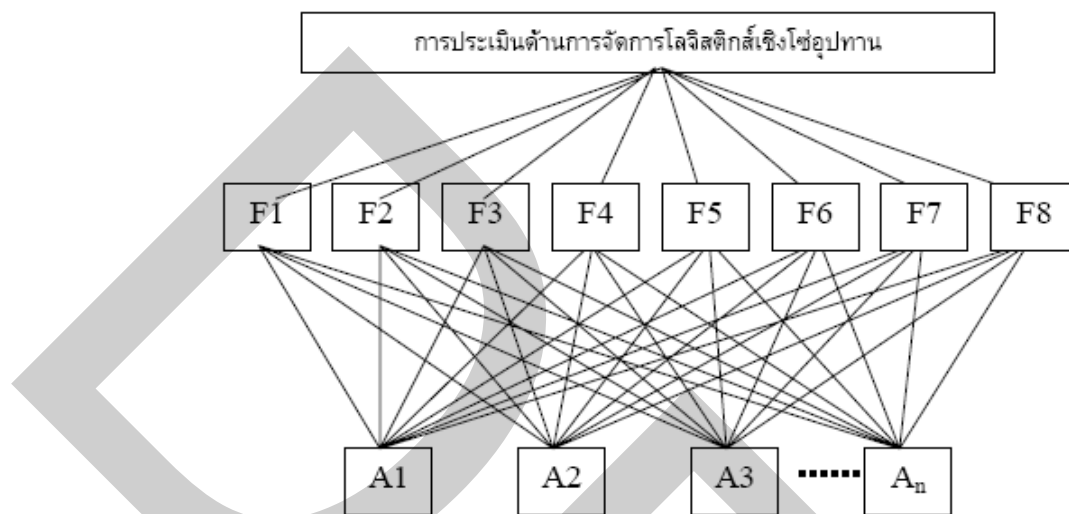 การประเมินด้านการจัดการโลจิสติกส์เชิงโซ่อุปทาน
F1 F2 F3 F4 F5 F6 F7 F8
A1 A2 A3 ...... An